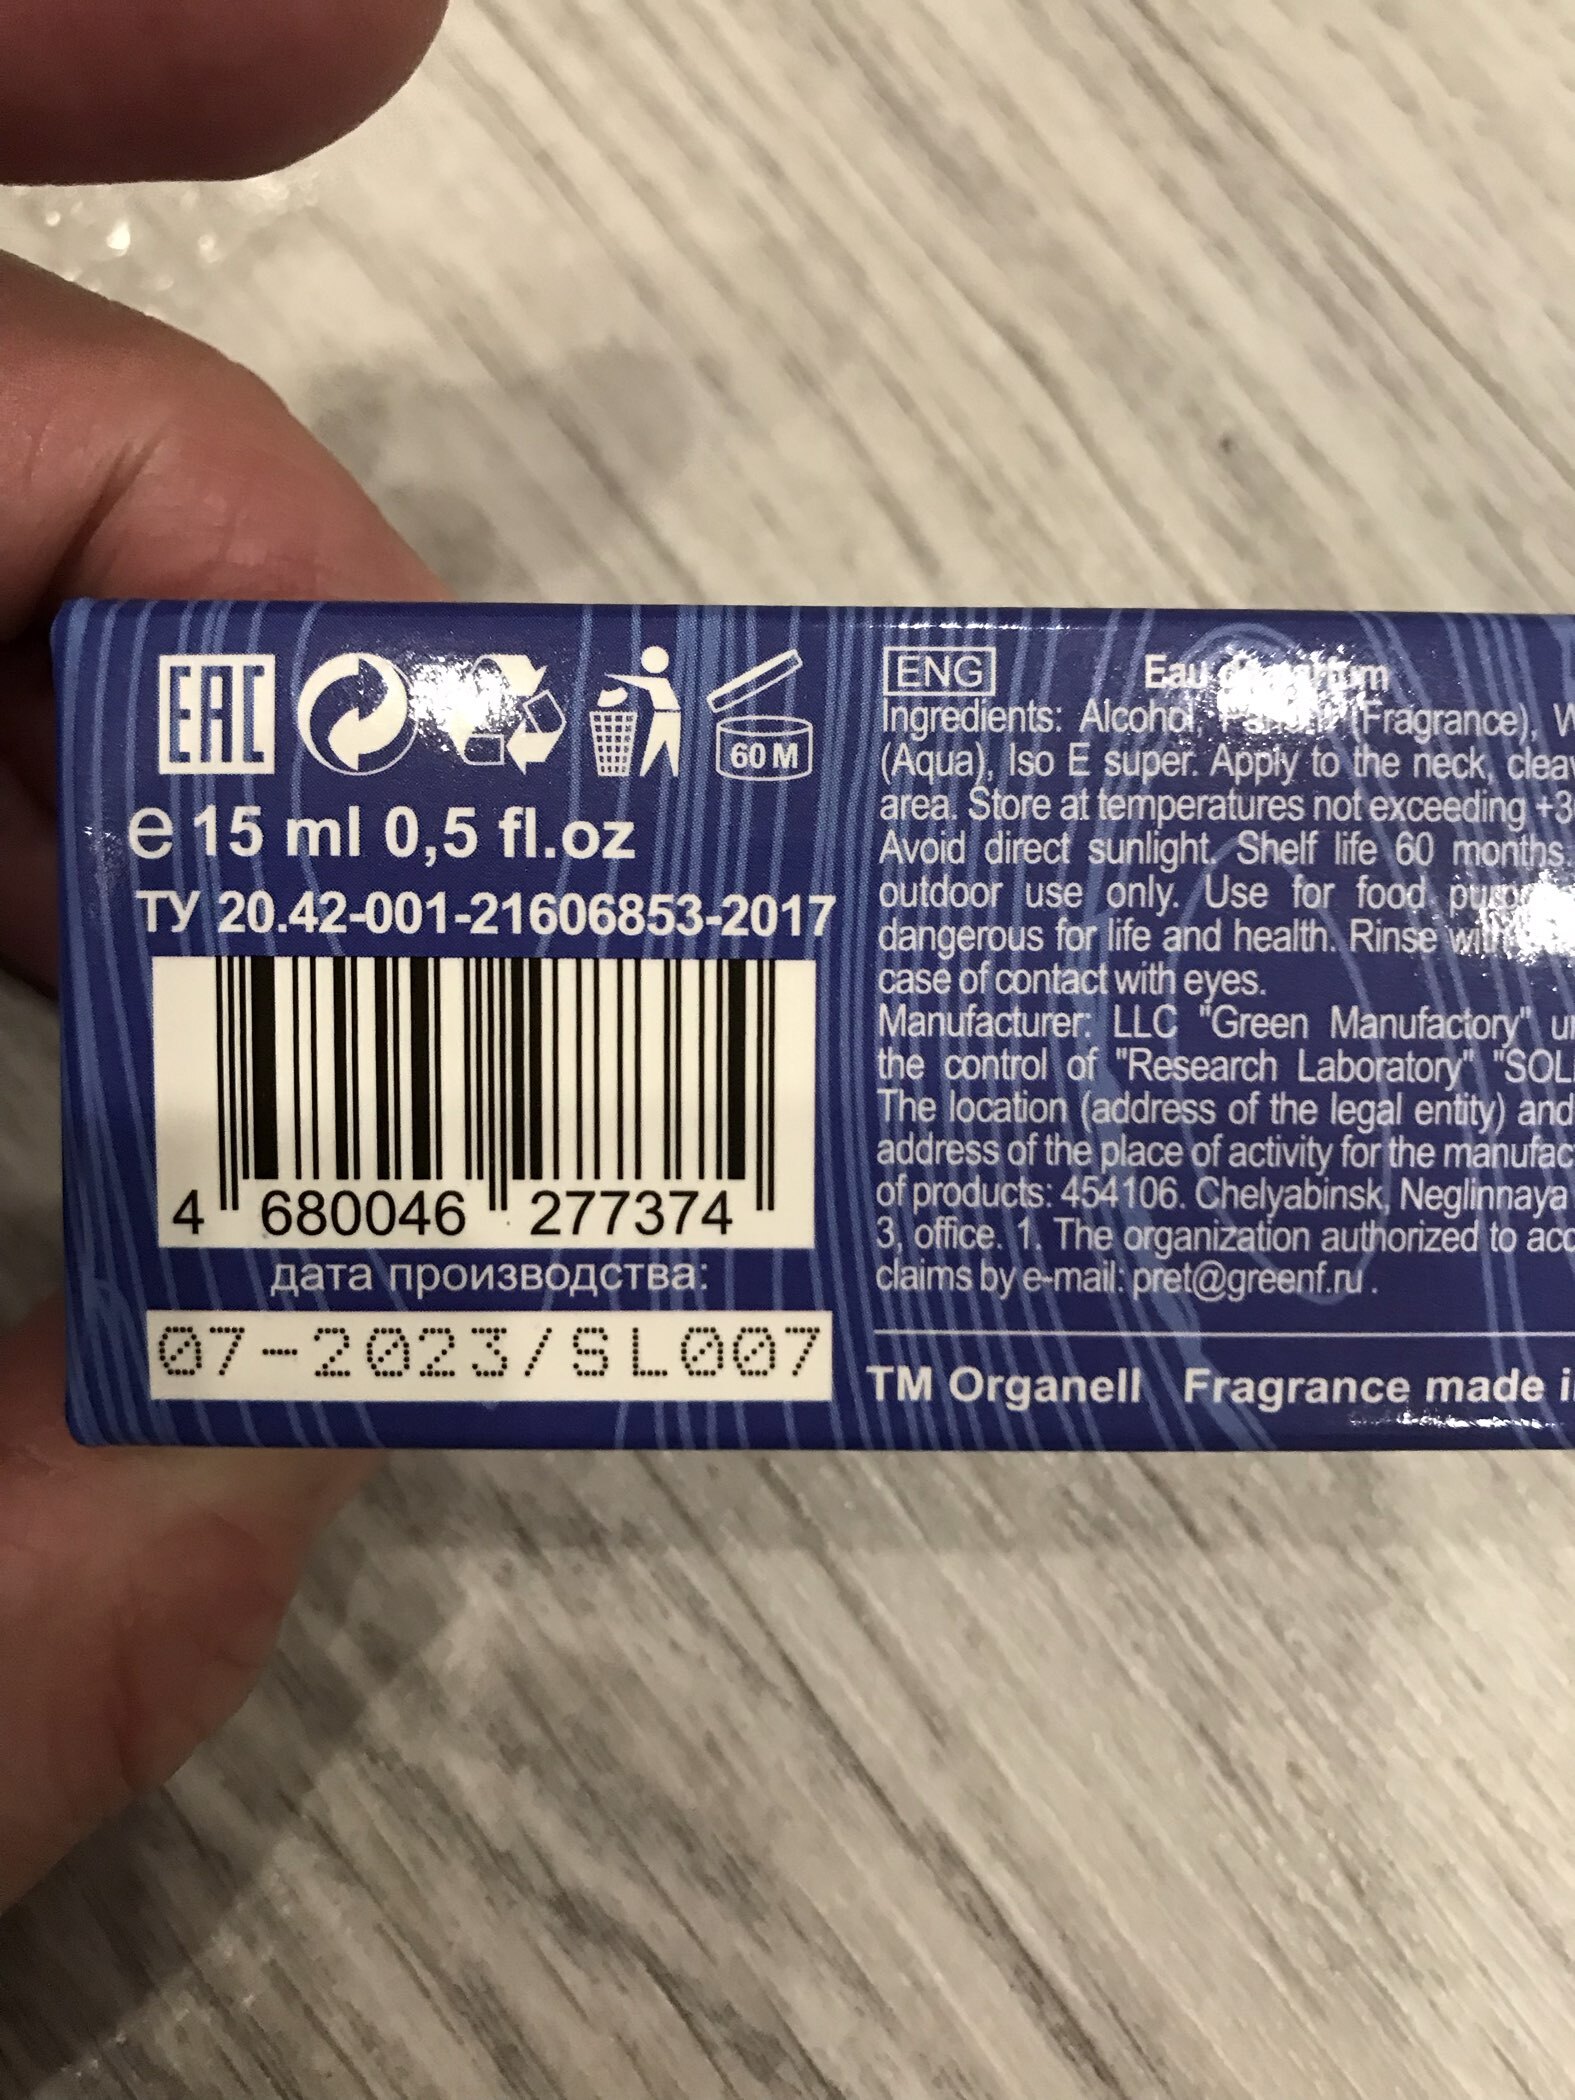 EAC
60 M
e 15 ml 0,5 fl.oz
ТУ 20.42-001-21606853-2017
4 680046 277374
дата производства:
07-2023/SL007
ENG
Eau
Ingredients: Alcohol, (Fragrance),
(Aqua), Iso E super. Apply to the neck,
area. Store at temperatures not exceeding
Avoid direct sunlight. Shelf life 60 months.
outdoor use only. Use for food
dangerous for life and health. Rinse
case of contact with eyes.
Manufacturer: LLC "Green Manufactory"
the control of "Research Laboratory"
The location (address of the legal entity) and
address of the place of activity for the
of products: 454106. Chelyabinsk, Neglinnaya
3, office. 1. The organization authorized to
claims by e-mail: pret@greenf.ru .
TM Organell Fragrance made